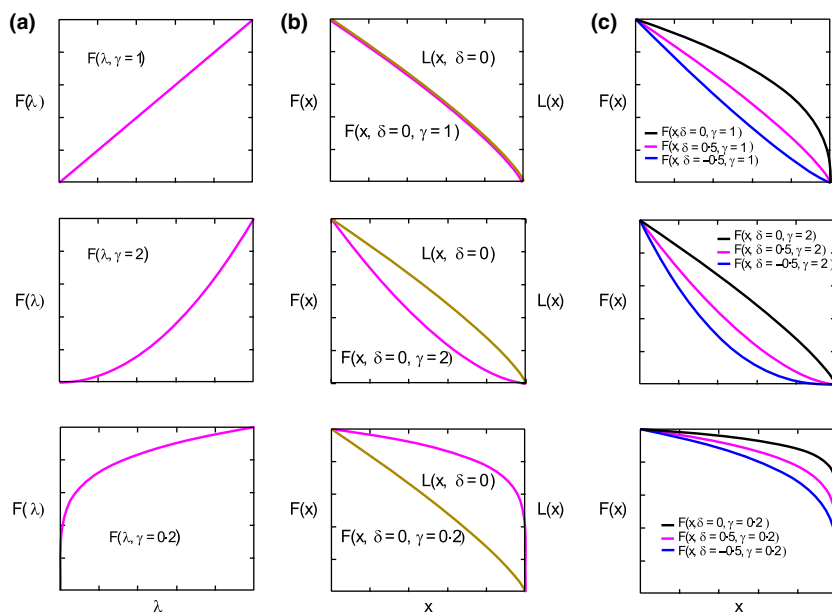 (a)
F(λ)
F(λ, γ = 1)
(b)
F(x)
L(x, δ = 0)
F(x, δ = 0, γ = 1)
L(x)
(c)
F(x)
F(x,δ = 0, γ = 1)
F(x, δ = 0·5, γ = 1)
F(x, δ = −0·5, γ = 1)
F(λ)
F(λ, γ = 2)
F(x)
L(x, δ = 0)
F(x, δ = 0, γ = 2)
L(x)
F(x)
F(x, δ = 0, γ = 2)
F(x, δ = 0·5, γ = 2)
F(x, δ = −0·5, γ = 2)
F(λ)
F(λ, γ = 0·2)
λ
F(x)
L(x, δ = 0)
F(x, δ = 0, γ = 0·2)
x
L(x)
F(x)
F(x,δ = 0, γ = 0·2)
F(x, δ = 0·5, γ = 0·2)
F(x, δ = −0·5, γ = 0·2)
x